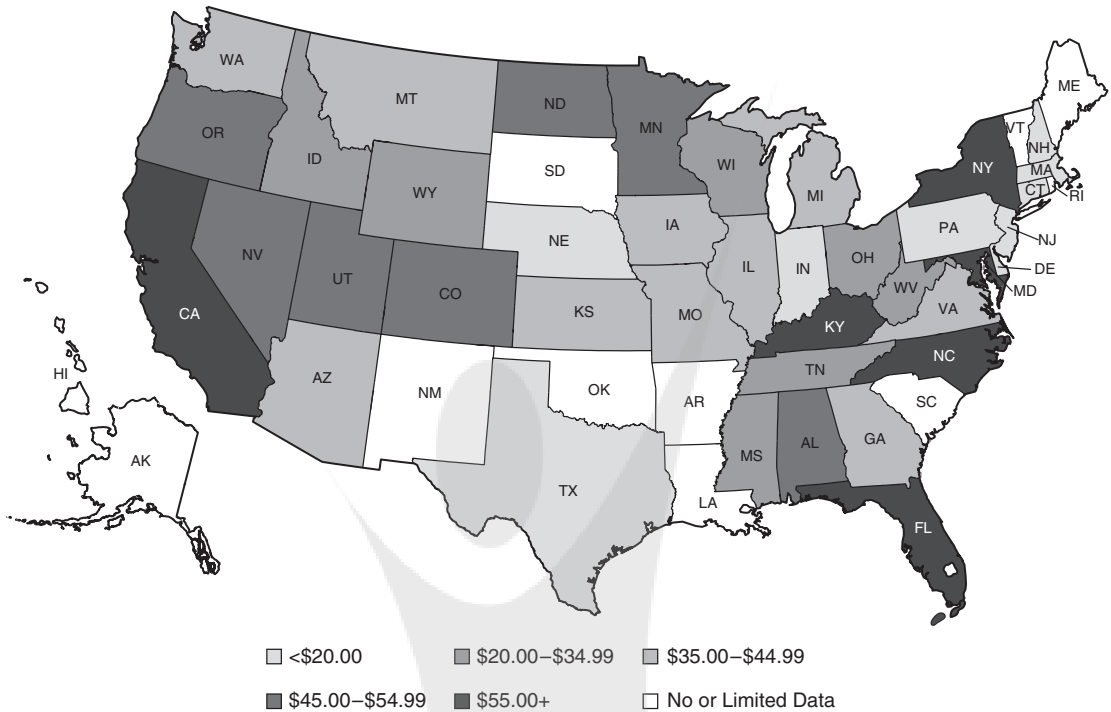 WA
ME
MT
ND
VT
MN
OR
NH
ID
NY
WI
MA
SD
WY
MI
CT
RI
IA
PA
NE
NJ
NV
OH
IL
IN
DE
UT
CO
WV
MD
VA
KS
MO
CA
KY
NC
TN
HI
AZ
OK
NM
AR
SC
AL
GA
MS
AK
TX
LA
FL
<$20.00
$20.00–$34.99
$35.00–$44.99
$45.00–$54.99
$55.00+
No or Limited Data